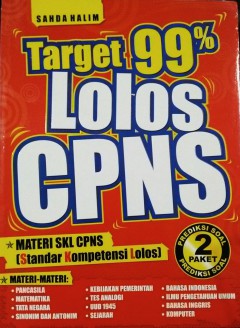 SAHDA HALIM
Target 99%
Lolos
CPNS
★ MATERI SKL CPNS
(Standar Kompetensi Lolos)
PREDIKSI SOAL
2
PAKET
PREDIKSI SOAL
MATERI-MATERI:
• PANCASILA
• MATEMATIKA
• TATA NEGARA
• SINONIM DAN ANTONIM
• KEBIJAKAN PEMERINTAH
• TES ANALOGI
• UUD 1945
• SEJARAH
• BAHASA INDONESIA
• ILMU PENGETAHUAN UMUM
• BAHASA INGGRIS
• KOMPUTER